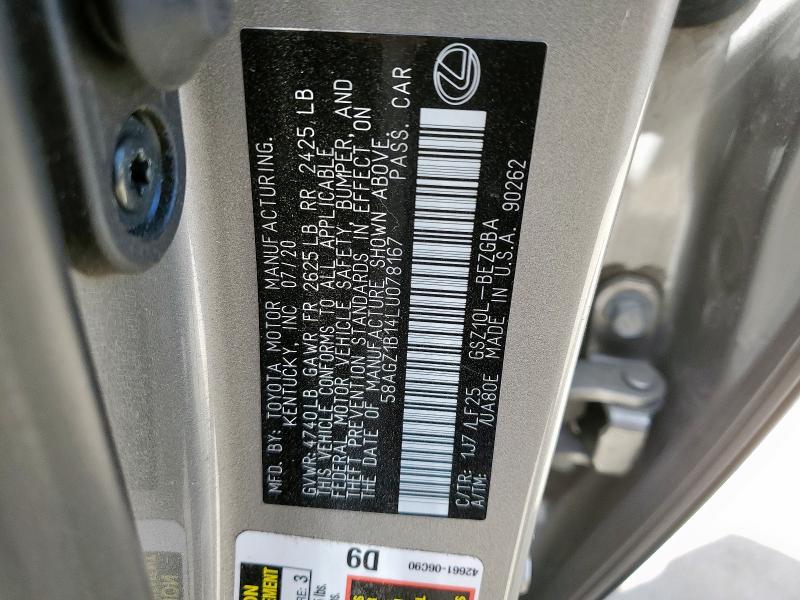 MFD. BY: TOYOTA MOTOR MANUFACTURING.
KENTUCKY, INC 07/20
GVWR: 4740LB GAWR FR 2625LB RR 2425 LB
THIS VEHICLE CONFORMS TO ALL APPLICABLE
FEDERAL MOTOR VEHICLE SAFETY, BUMPER, AND
THEFT PREVENTION STANDARDS IN EFFECT ON
THE DATE OF MANUFACTURE SHOWN ABOVE.
58AGZ1B14LU078167 PASS. CAR
C/TR: 1J7/LF25 GSZ10L-BEZGBA
A/TM: /UA80E MADE IN U.S.A. 90262
D9
42661-06C90